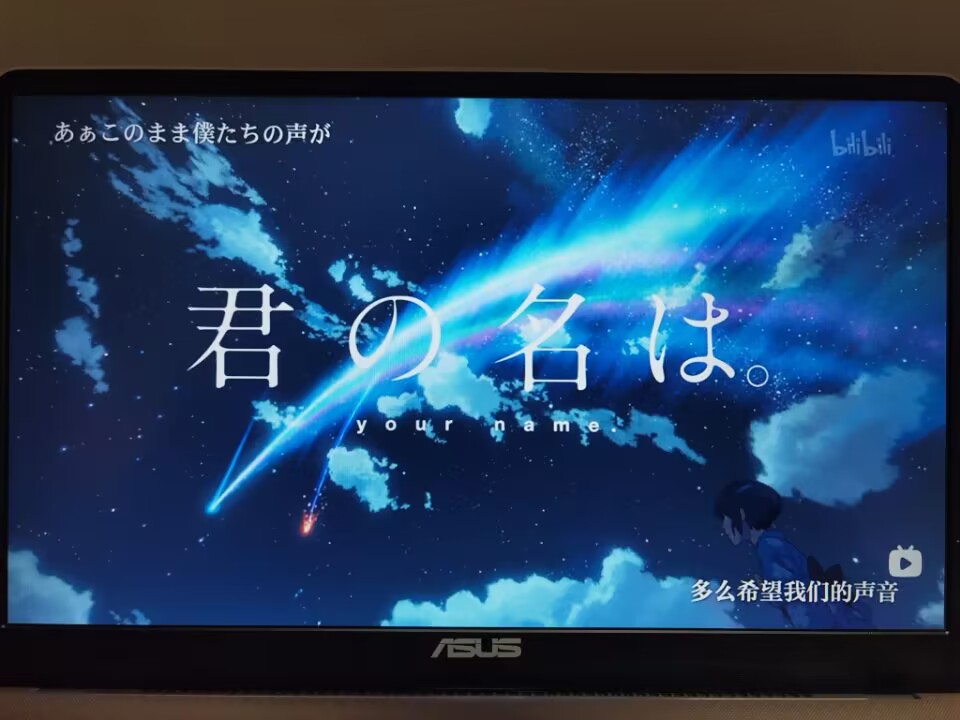 あぁこのまま僕たちの声が
bilibili
君の名は。
your name.
多么希望我们的声音
ASUS